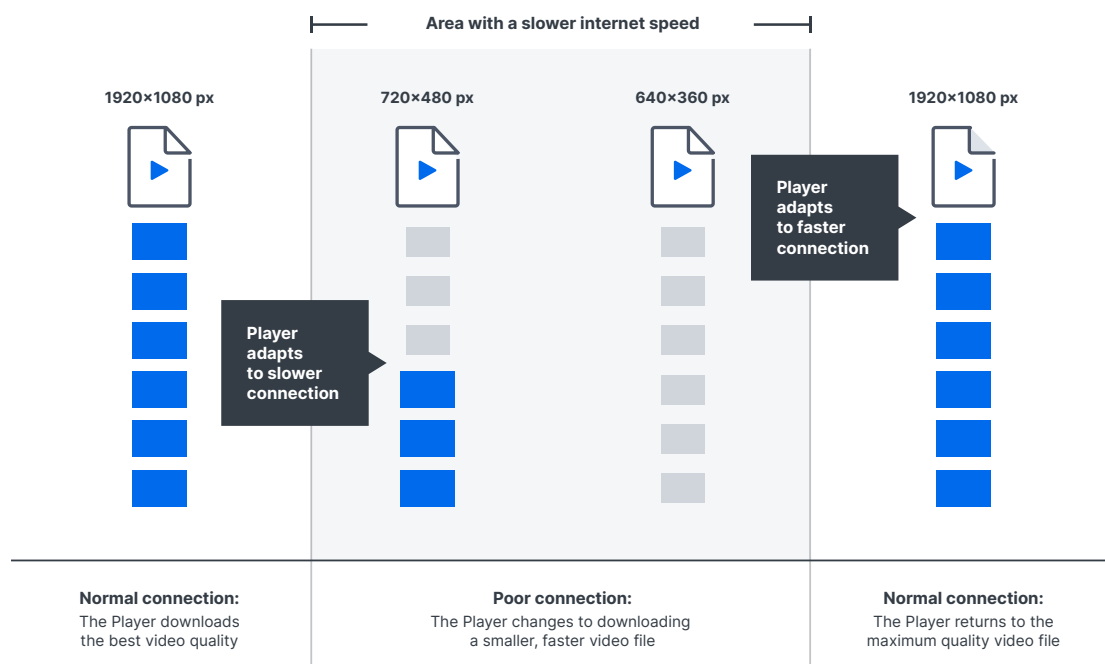 Area with a slower internet speed
1920×1080 px
720×480 px
640×360 px
1920×1080 px
Player
adapts
to faster
connection
Player
adapts
to slower
connection
Normal connection:
The Player downloads
the best video quality
Poor connection:
The Player changes to downloading
a smaller, faster video file
Normal connection:
The Player returns to the
maximum quality video file